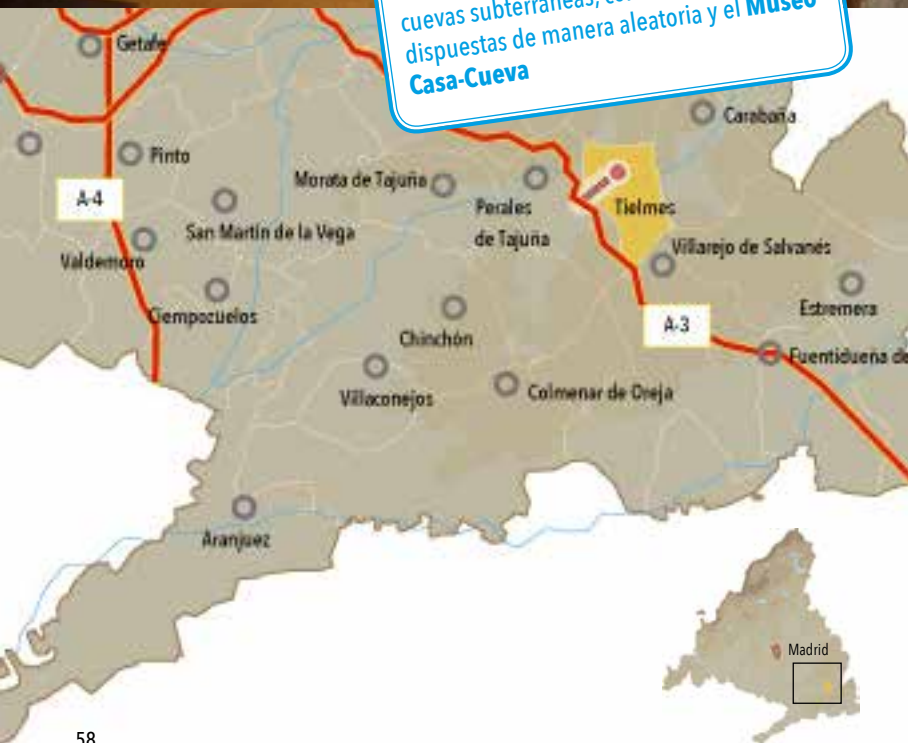 cuevas subterráneas, co
dispuestas de manera aleatoria y el Museo
Casa-Cueva
Getafe
Carabaña
Pinto
Morata de Tajuña
A-4
Perales
de Tajuña
Tielmes
San Martín de la Vega
Valdemoro
Villarejo de Salvanés
Ciempozuelos
Estremera
Chinchón
A-3
Fuentidueña de
Villaconejos
Colmenar de Oreja
Aranjuez
Madrid
58